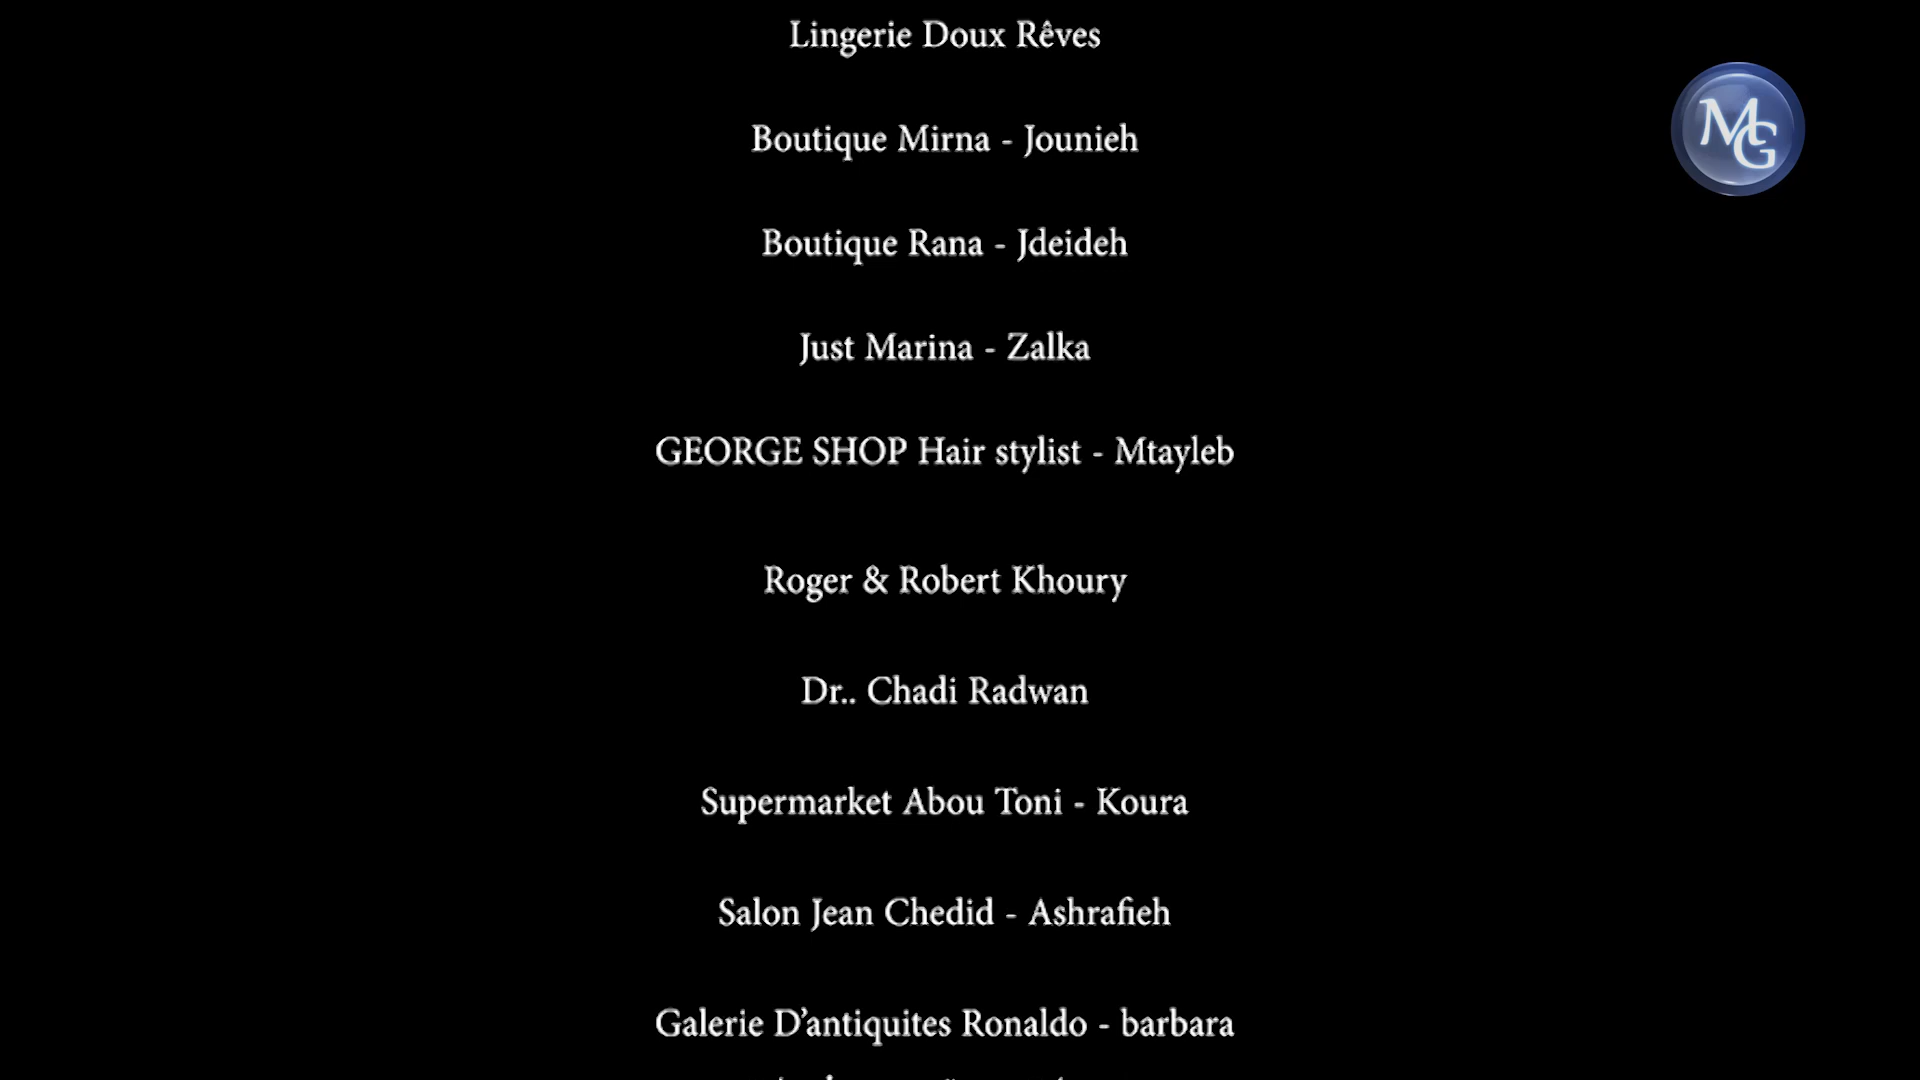 Lingerie Doux Rêves
MG
Boutique Mirna - Jounieh
Boutique Rana - Jdeideh
Just Marina - Zalka
GEORGE SHOP Hair stylist - Mtayleb
Roger & Robert Khoury
Dr.. Chadi Radwan
Supermarket Abou Toni - Koura
Salon Jean Chedid - Ashrafieh
Galerie D’antiquites Ronaldo - barbara